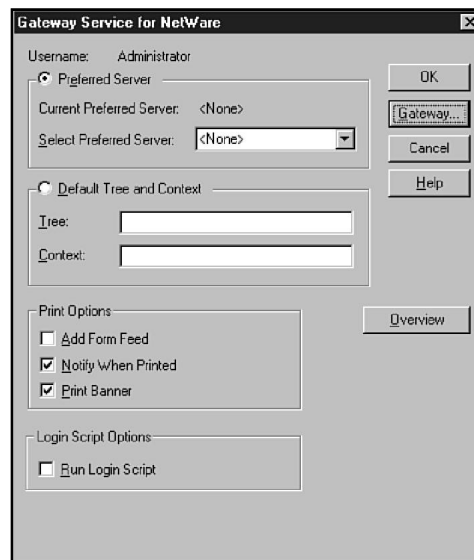 Gateway Service for NetWare
Username: Administrator
Preferred Server
Current Preferred Server: <None>
Select Preferred Server: <None>
OK
Gateway...
Cancel
Help
Default Tree and Context
Tree:
Context:
Overview
Print Options
Add Form Feed
Notify When Printed
Print Banner
Login Script Options
Run Login Script